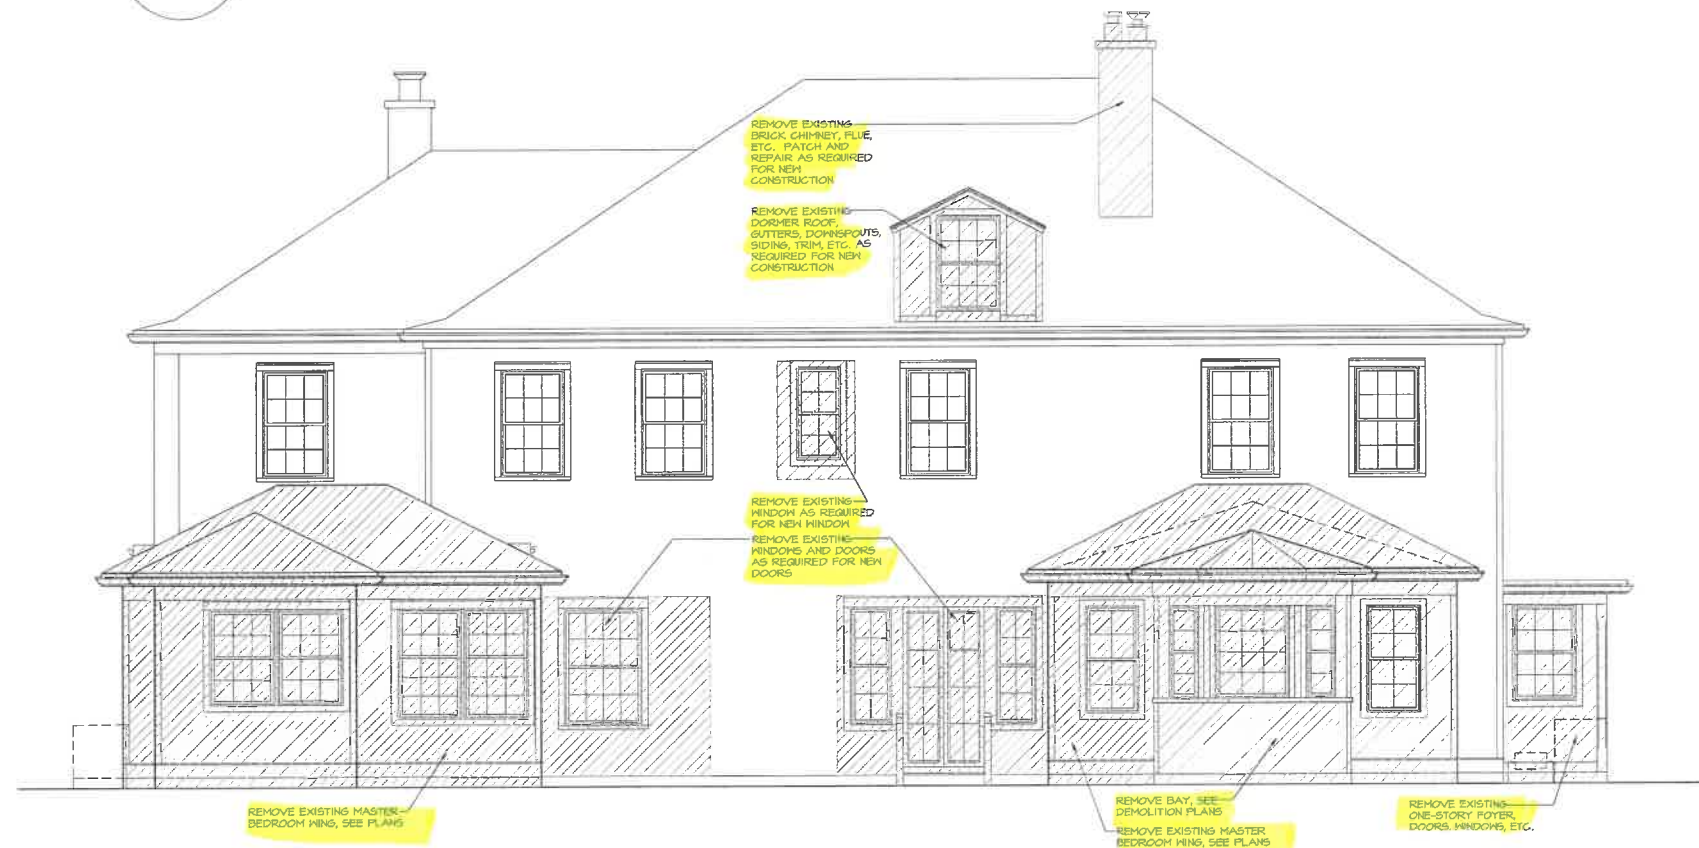 REMOVE EXISTING
BRICK CHIMNEY, FLUE,
ETC. PATCH AND
REPAIR AS REQUIRED
FOR NEW
CONSTRUCTION
REMOVE EXISTING
DORMER ROOF,
GUTTERS, DOWNSPOUTS,
SIDING, TRIM, ETC. AS
REQUIRED FOR NEW
CONSTRUCTION
REMOVE EXISTING
WINDOW AS REQUIRED
FOR NEW WINDOW
REMOVE EXISTING
WINDOWS AND DOORS
AS REQUIRED FOR NEW
DOORS
REMOVE EXISTING MASTER
BEDROOM WING, SEE PLANS
REMOVE BAY, SEE
DEMOLITION PLANS
REMOVE EXISTING MASTER
BEDROOM WING, SEE PLANS
REMOVE EXISTING
ONE-STORY FOYER,
DOORS, WINDOWS, ETC.